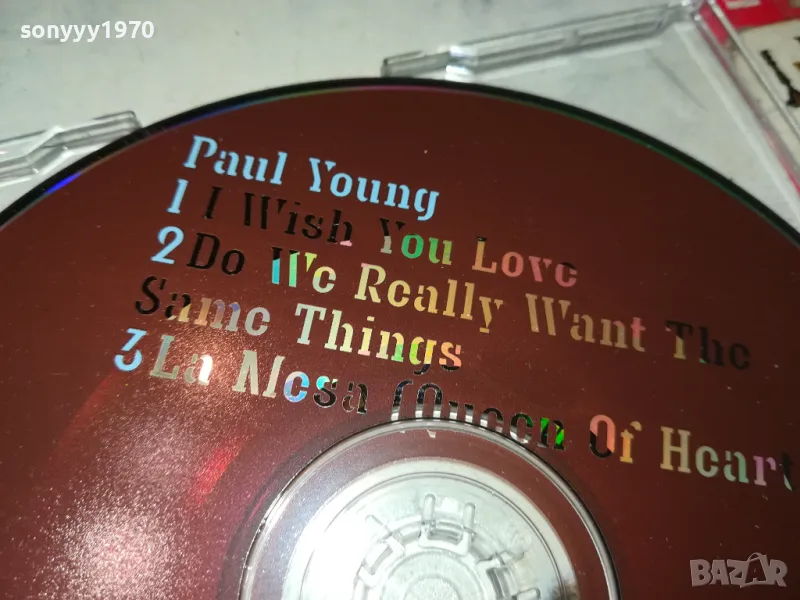 sonyyy1970
Paul Young
1 I Wish You Love
2 Do We Really Want The
Same Things
3 La Mesa (Queen Of Heart
BAZAR